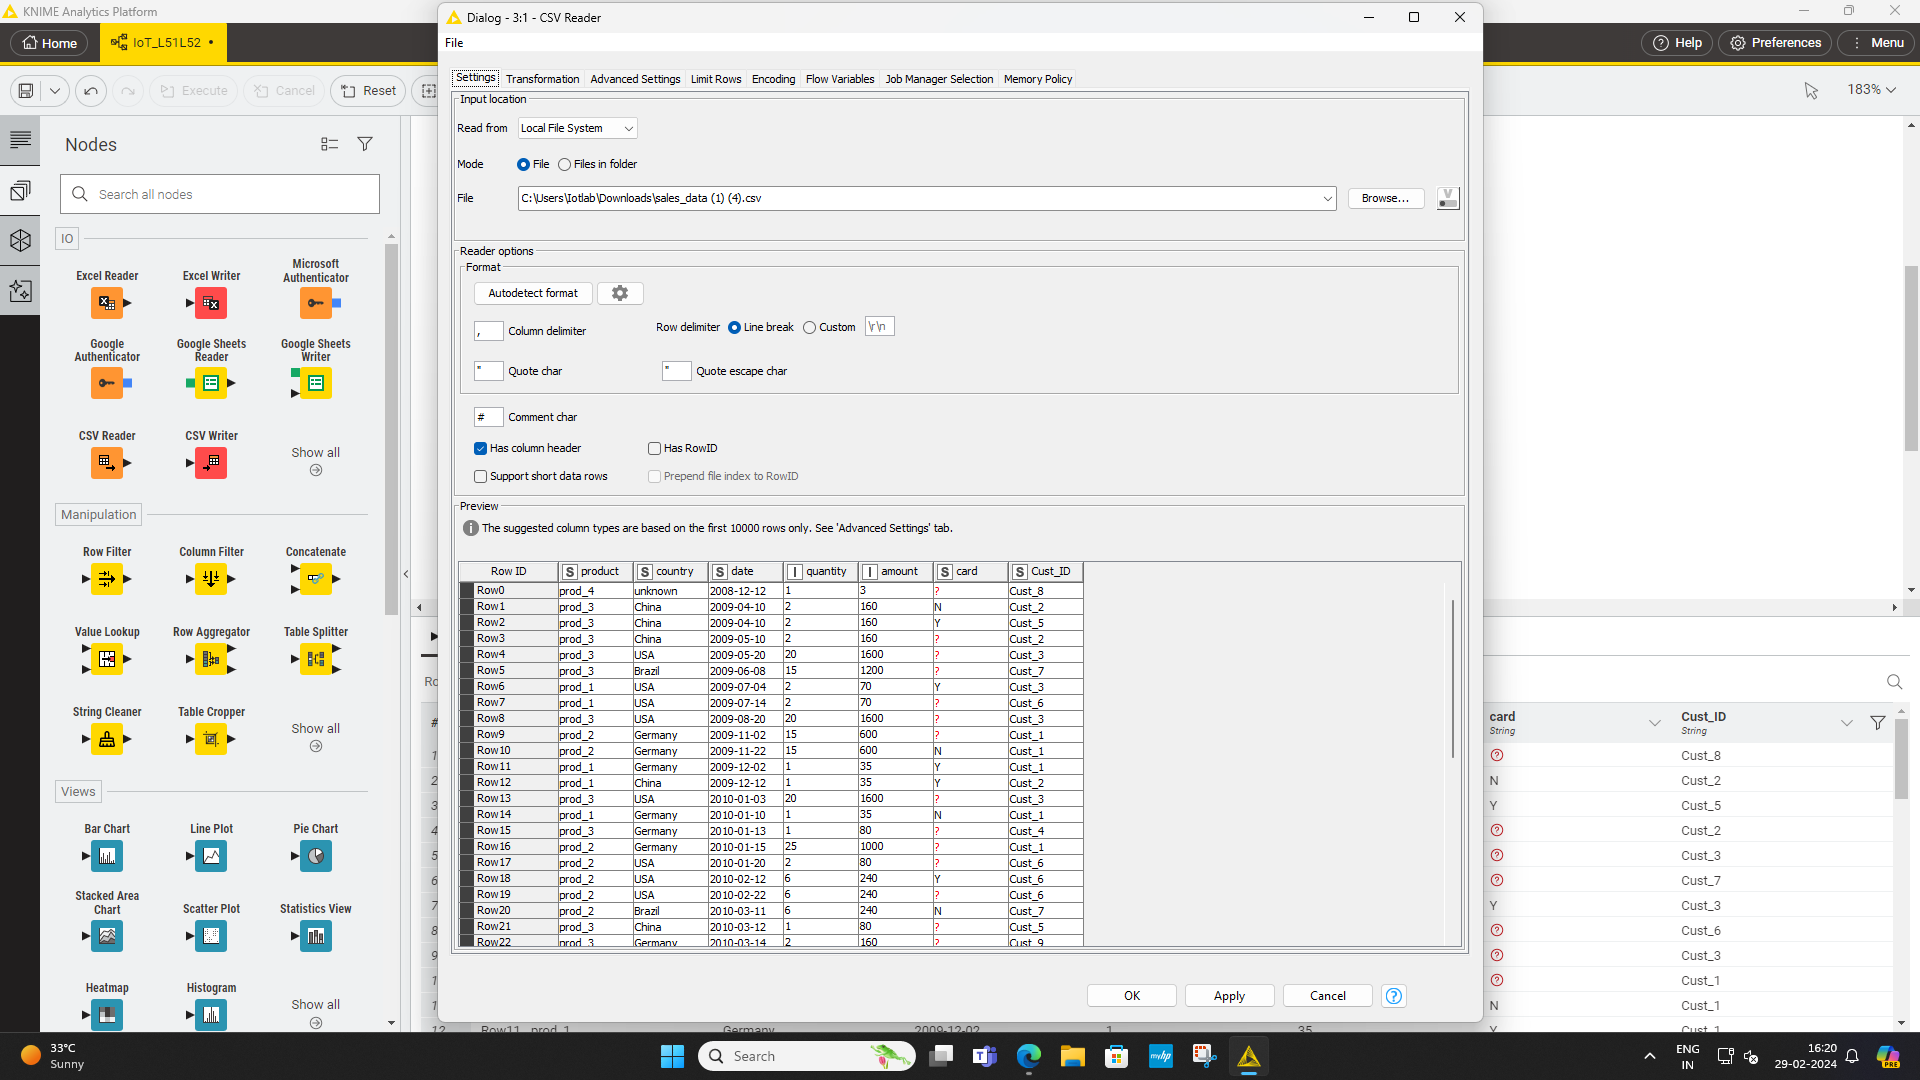 KNIME Analytics Platform
Home
IoT_L51L52
Help
Preferences
Menu
Execute
Cancel
Reset
183%
Nodes
Search all nodes
IO
Excel Reader
Excel Writer
Microsoft Authenticator
Google Authenticator
Google Sheets Reader
Google Sheets Writer
CSV Reader
CSV Writer
Show all
Manipulation
Row Filter
Column Filter
Concatenate
Value Lookup
Row Aggregator
Table Splitter
String Cleaner
Table Cropper
Show all
Views
Bar Chart
Line Plot
Pie Chart
Stacked Area Chart
Scatter Plot
Statistics View
Heatmap
Histogram
Show all
Dialog - 3:1 - CSV Reader
File
Settings Transformation Advanced Settings Limit Rows Encoding Flow Variables Job Manager Selection Memory Policy
Input location
Read from Local File System
Mode File Files in folder
File C:\Users\Iotlab\Downloads\sales_data (1) (4).csv Browse...
Reader options
Format
Autodetect format
, Column delimiter Row delimiter Line break Custom \r\n
" Quote char " Quote escape char
# Comment char
Has column header Has RowID
Support short data rows Prepend file index to RowID
Preview
The suggested column types are based on the first 10000 rows only. See 'Advanced Settings' tab.
Row ID S product S country S date I quantity I amount S card S Cust_ID
Row0 prod_4 unknown 2008-12-12 1 3 ? Cust_8
Row1 prod_3 China 2009-04-10 2 160 N Cust_2
Row2 prod_3 China 2009-04-10 2 160 Y Cust_5
Row3 prod_3 China 2009-05-10 2 160 ? Cust_2
Row4 prod_3 USA 2009-05-20 20 1600 ? Cust_3
Row5 prod_3 Brazil 2009-06-08 15 1200 ? Cust_7
Row6 prod_1 USA 2009-07-04 2 70 Y Cust_3
Row7 prod_1 USA 2009-07-14 2 70 ? Cust_6
Row8 prod_3 USA 2009-08-20 20 1600 ? Cust_3
Row9 prod_2 Germany 2009-11-02 15 600 ? Cust_1
Row10 prod_2 Germany 2009-11-22 15 600 N Cust_1
Row11 prod_1 Germany 2009-12-02 1 35 Y Cust_1
Row12 prod_1 China 2009-12-12 1 35 Y Cust_2
Row13 prod_3 USA 2010-01-03 20 1600 ? Cust_3
Row14 prod_1 Germany 2010-01-10 1 35 N Cust_1
Row15 prod_3 Germany 2010-01-13 1 80 ? Cust_4
Row16 prod_2 Germany 2010-01-15 25 1000 ? Cust_1
Row17 prod_2 USA 2010-01-20 2 80 ? Cust_6
Row18 prod_2 USA 2010-02-12 6 240 Y Cust_6
Row19 prod_2 USA 2010-02-22 6 240 ? Cust_6
Row20 prod_2 Brazil 2010-03-11 6 240 N Cust_7
Row21 prod_3 China 2010-03-12 1 80 ? Cust_5
Row22 prod_3 Germany 2010-03-14 2 160 ? Cust_9
OK
Apply
Cancel
?
Ro
#
1
2
3
4
5
6
7
8
9
1
1
12 Row11 prod_1 Germany 2009-12-02 1 35 Y Cust_1
card
String
Cust_ID
String
? Cust_8
N Cust_2
Y Cust_5
? Cust_2
? Cust_3
? Cust_7
Y Cust_3
? Cust_6
? Cust_3
? Cust_1
N Cust_1
33°C
Sunny
Search
myhp
ENG
IN
16:20
29-02-2024
PRE